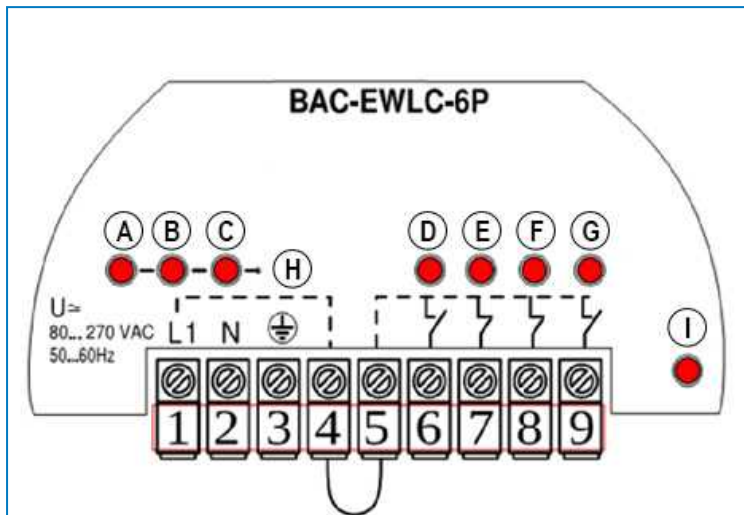 BAC-EWLC-6P
A B C D E F G
H
I
U≃
80... 270 VAC L1 N
50...60Hz
1 2 3 4 5 6 7 8 9